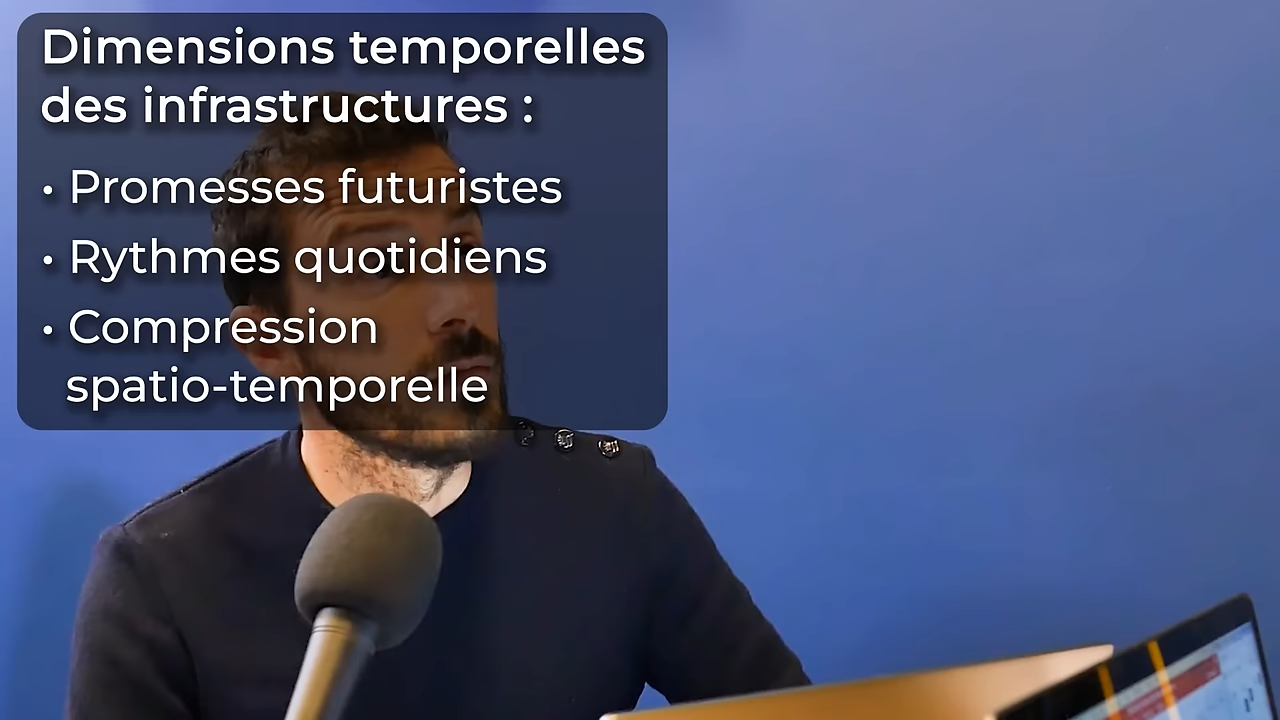 Dimensions temporelles
des infrastructures :
• Promesses futuristes
• Rythmes quotidiens
• Compression
spatio-temporelle